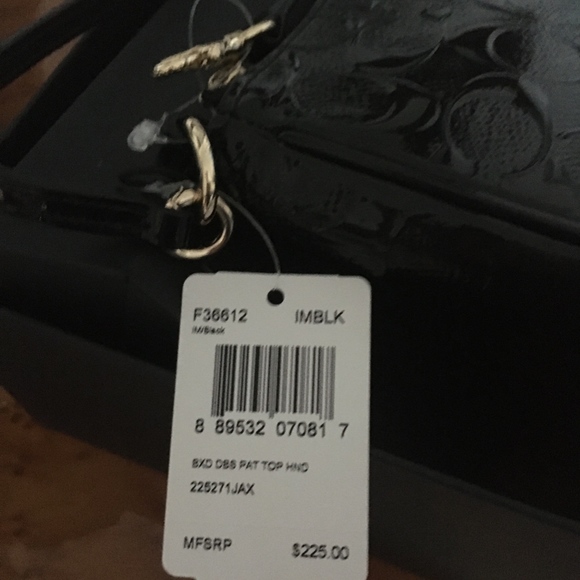 F36612 IMBLK
IM/Black
8 89532 07081 7
BXD DBS PAT TOP HND
225271JAX
MFSRP $225.00